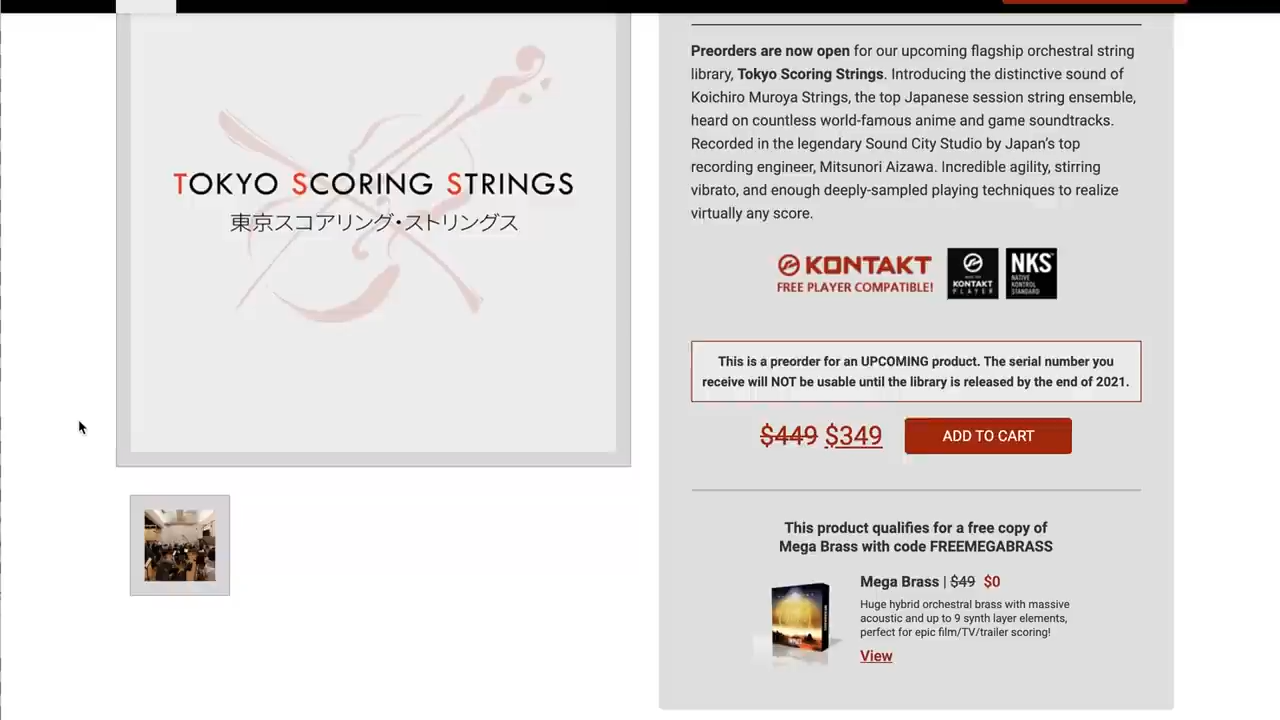 TOKYO SCORING STRINGS
東京スコアリング・ストリングス
Preorders are now open for our upcoming flagship orchestral string
library, Tokyo Scoring Strings. Introducing the distinctive sound of
Koichiro Muroya Strings, the top Japanese session string ensemble,
heard on countless world-famous anime and game soundtracks.
Recorded in the legendary Sound City Studio by Japan's top
recording engineer, Mitsunori Aizawa. Incredible agility, stirring
vibrato, and enough deeply-sampled playing techniques to realize
virtually any score.
KONTAKT
FREE PLAYER COMPATIBLE!
KONTAKT
PLAYER
NKS
NATIVE
KONTROL
STANDARD
This is a preorder for an UPCOMING product. The serial number you
receive will NOT be usable until the library is released by the end of 2021.
$449 $349 ADD TO CART
This product qualifies for a free copy of
Mega Brass with code FREEMEGABRASS
Mega Brass | $49 $0
Huge hybrid orchestral brass with massive
acoustic and up to 9 synth layer elements,
perfect for epic film/TV/trailer scoring!
View